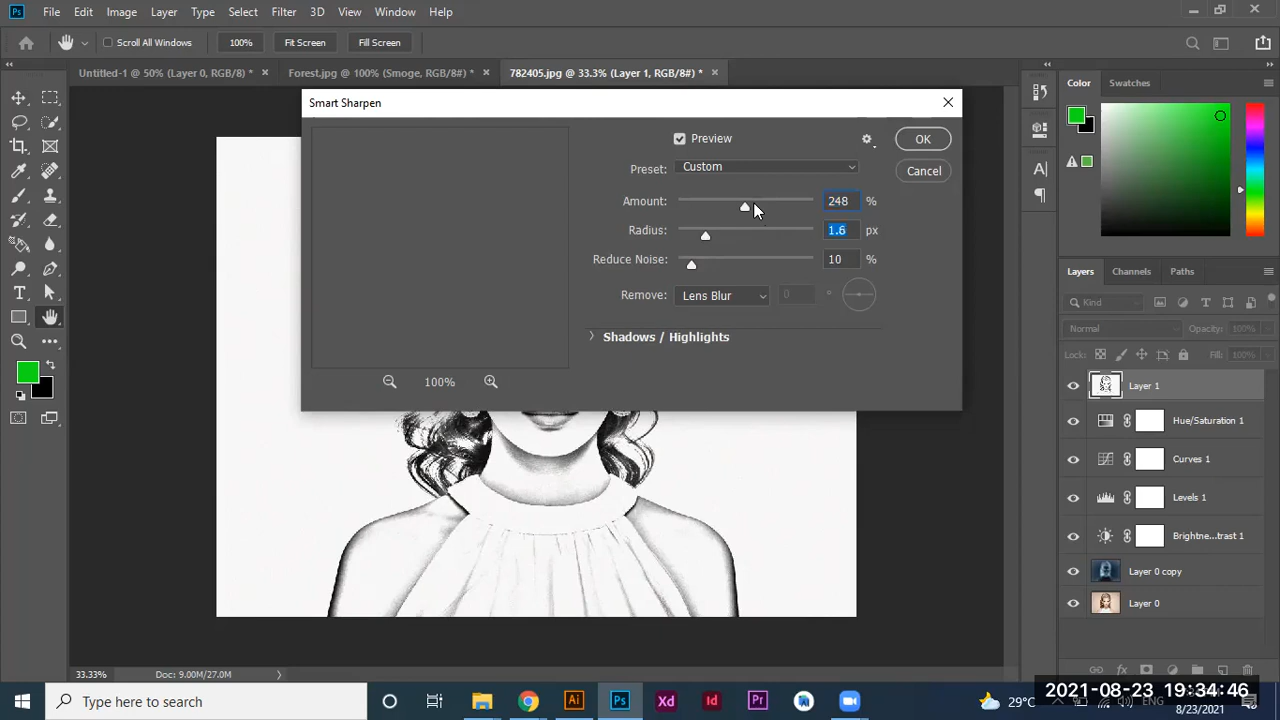 Ps File Edit Image Layer Type Select Filter 3D View Window Help
Scroll All Windows 100% Fit Screen Fill Screen
Untitled-1 @ 50% (Layer 0, RGB/8) * × Forest.jpg @ 100% (Smoge, RGB/8#) * × 782405.jpg @ 33.3% (Layer 1, RGB/8#) * ×
Smart Sharpen
Preview
OK
Preset: Custom
Cancel
Amount: 248 %
Radius: 1.6 px
Reduce Noise: 10 %
Remove: Lens Blur 0 °
Shadows / Highlights
100%
Color Swatches
Layers Channels Paths
Kind
Normal Opacity: 100%
Lock: Fill: 100%
Layer 1
Hue/Saturation 1
Curves 1
Levels 1
Brightne...trast 1
Layer 0 copy
Layer 0
33.33% Doc: 9.00M/27.0M
Type here to search
Ai Ps Xd Id Pr
29°C
2021-08-23 19:34:46
8/23/2021